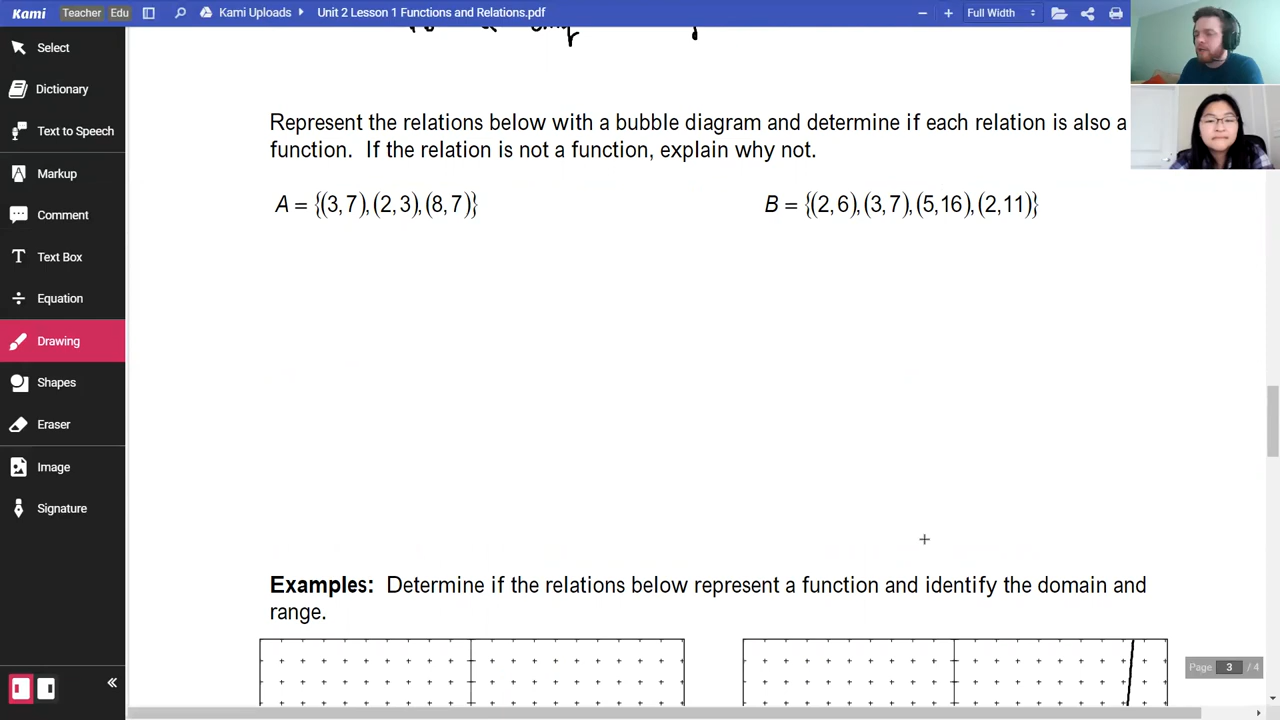 Kami Teacher Edu Kami Uploads Unit 2 Lesson 1 Functions and Relations.pdf Full Width
Select
Dictionary
Text to Speech
Markup
Comment
Text Box
Equation
Drawing
Shapes
Eraser
Image
Signature
Represent the relations below with a bubble diagram and determine if each relation is also a
function. If the relation is not a function, explain why not.
A = {(3, 7), (2, 3), (8, 7)}
B = {(2, 6), (3, 7), (5, 16), (2, 11)}
Examples: Determine if the relations below represent a function and identify the domain and
range.
Page 3 / 4